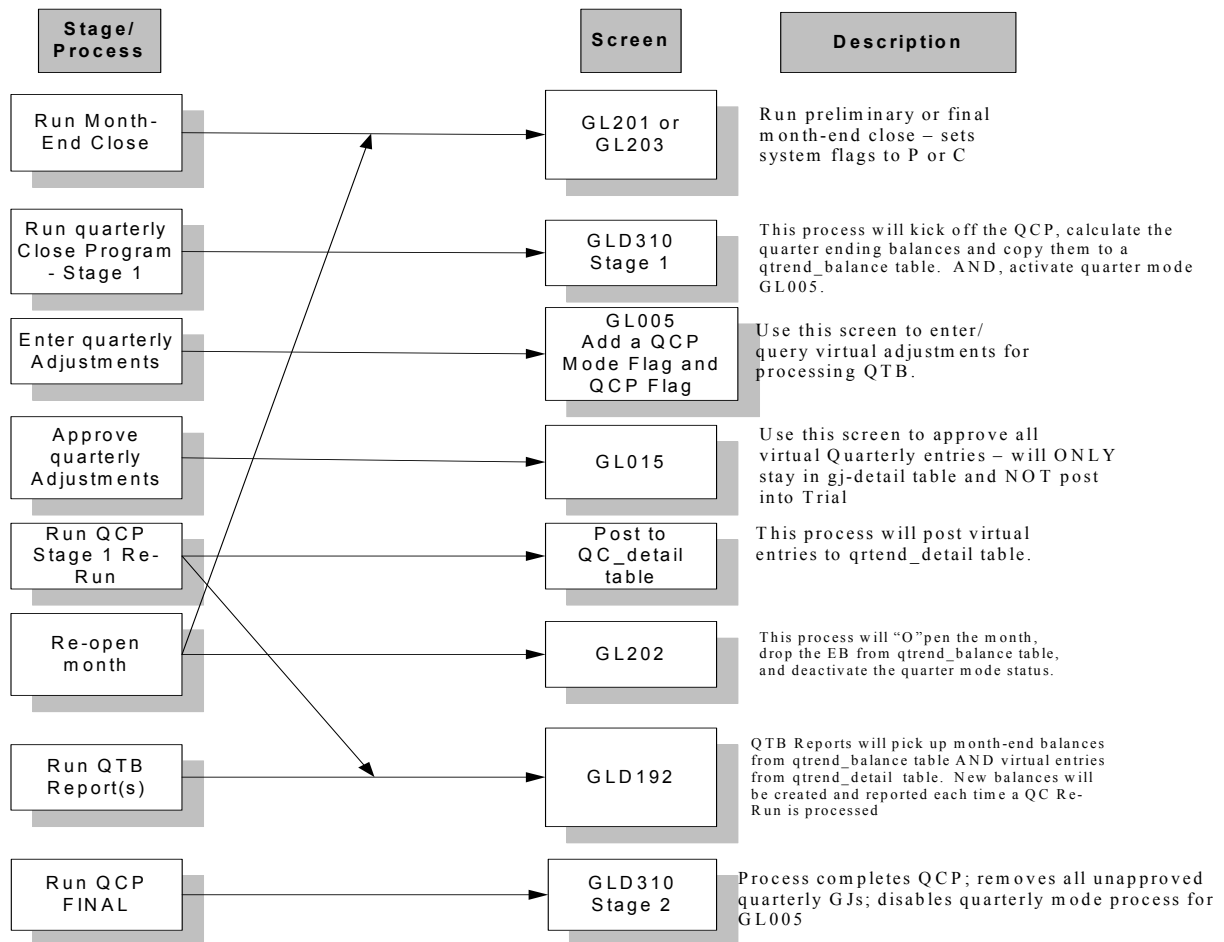 Stage/
Process
Screen
Description
Run Month-
End Close
GL201 or
GL203
Run preliminary or final
month-end close – sets
system flags to P or C
Run quarterly
Close Program
- Stage 1
GLD310
Stage 1
This process will kick off the QCP, calculate the
quarter ending balances and copy them to a
qtrend_balance table. AND, activate quarter mode
GL005.
Enter quarterly
Adjustments
GL005
Add a QCP
Mode Flag and
QCP Flag
Use this screen to enter/
query virtual adjustments for
processing QTB.
Approve
quarterly
Adjustments
GL015
Use this screen to approve all
virtual Quarterly entries – will ONLY
stay in gj-detail table and NOT post
into Trial
Run QCP
Stage 1 Re-
Run
Post to
QC_detail
table
This process will post virtual
entries to qrtend_detail table.
Re-open
month
GL202
This process will “O”pen the month,
drop the EB from qtrend_balance table,
and deactivate the quarter mode status.
Run QTB
Report(s)
GLD192
QTB Reports will pick up month-end balances
from qtrend_balance table AND virtual entries
from qtrend_detail table. New balances will
be created and reported each time a QC Re-
Run is processed
Run QCP
FINAL
GLD310
Stage 2
Process completes QCP; removes all unapproved
quarterly GJs; disables quarterly mode process for
GL005